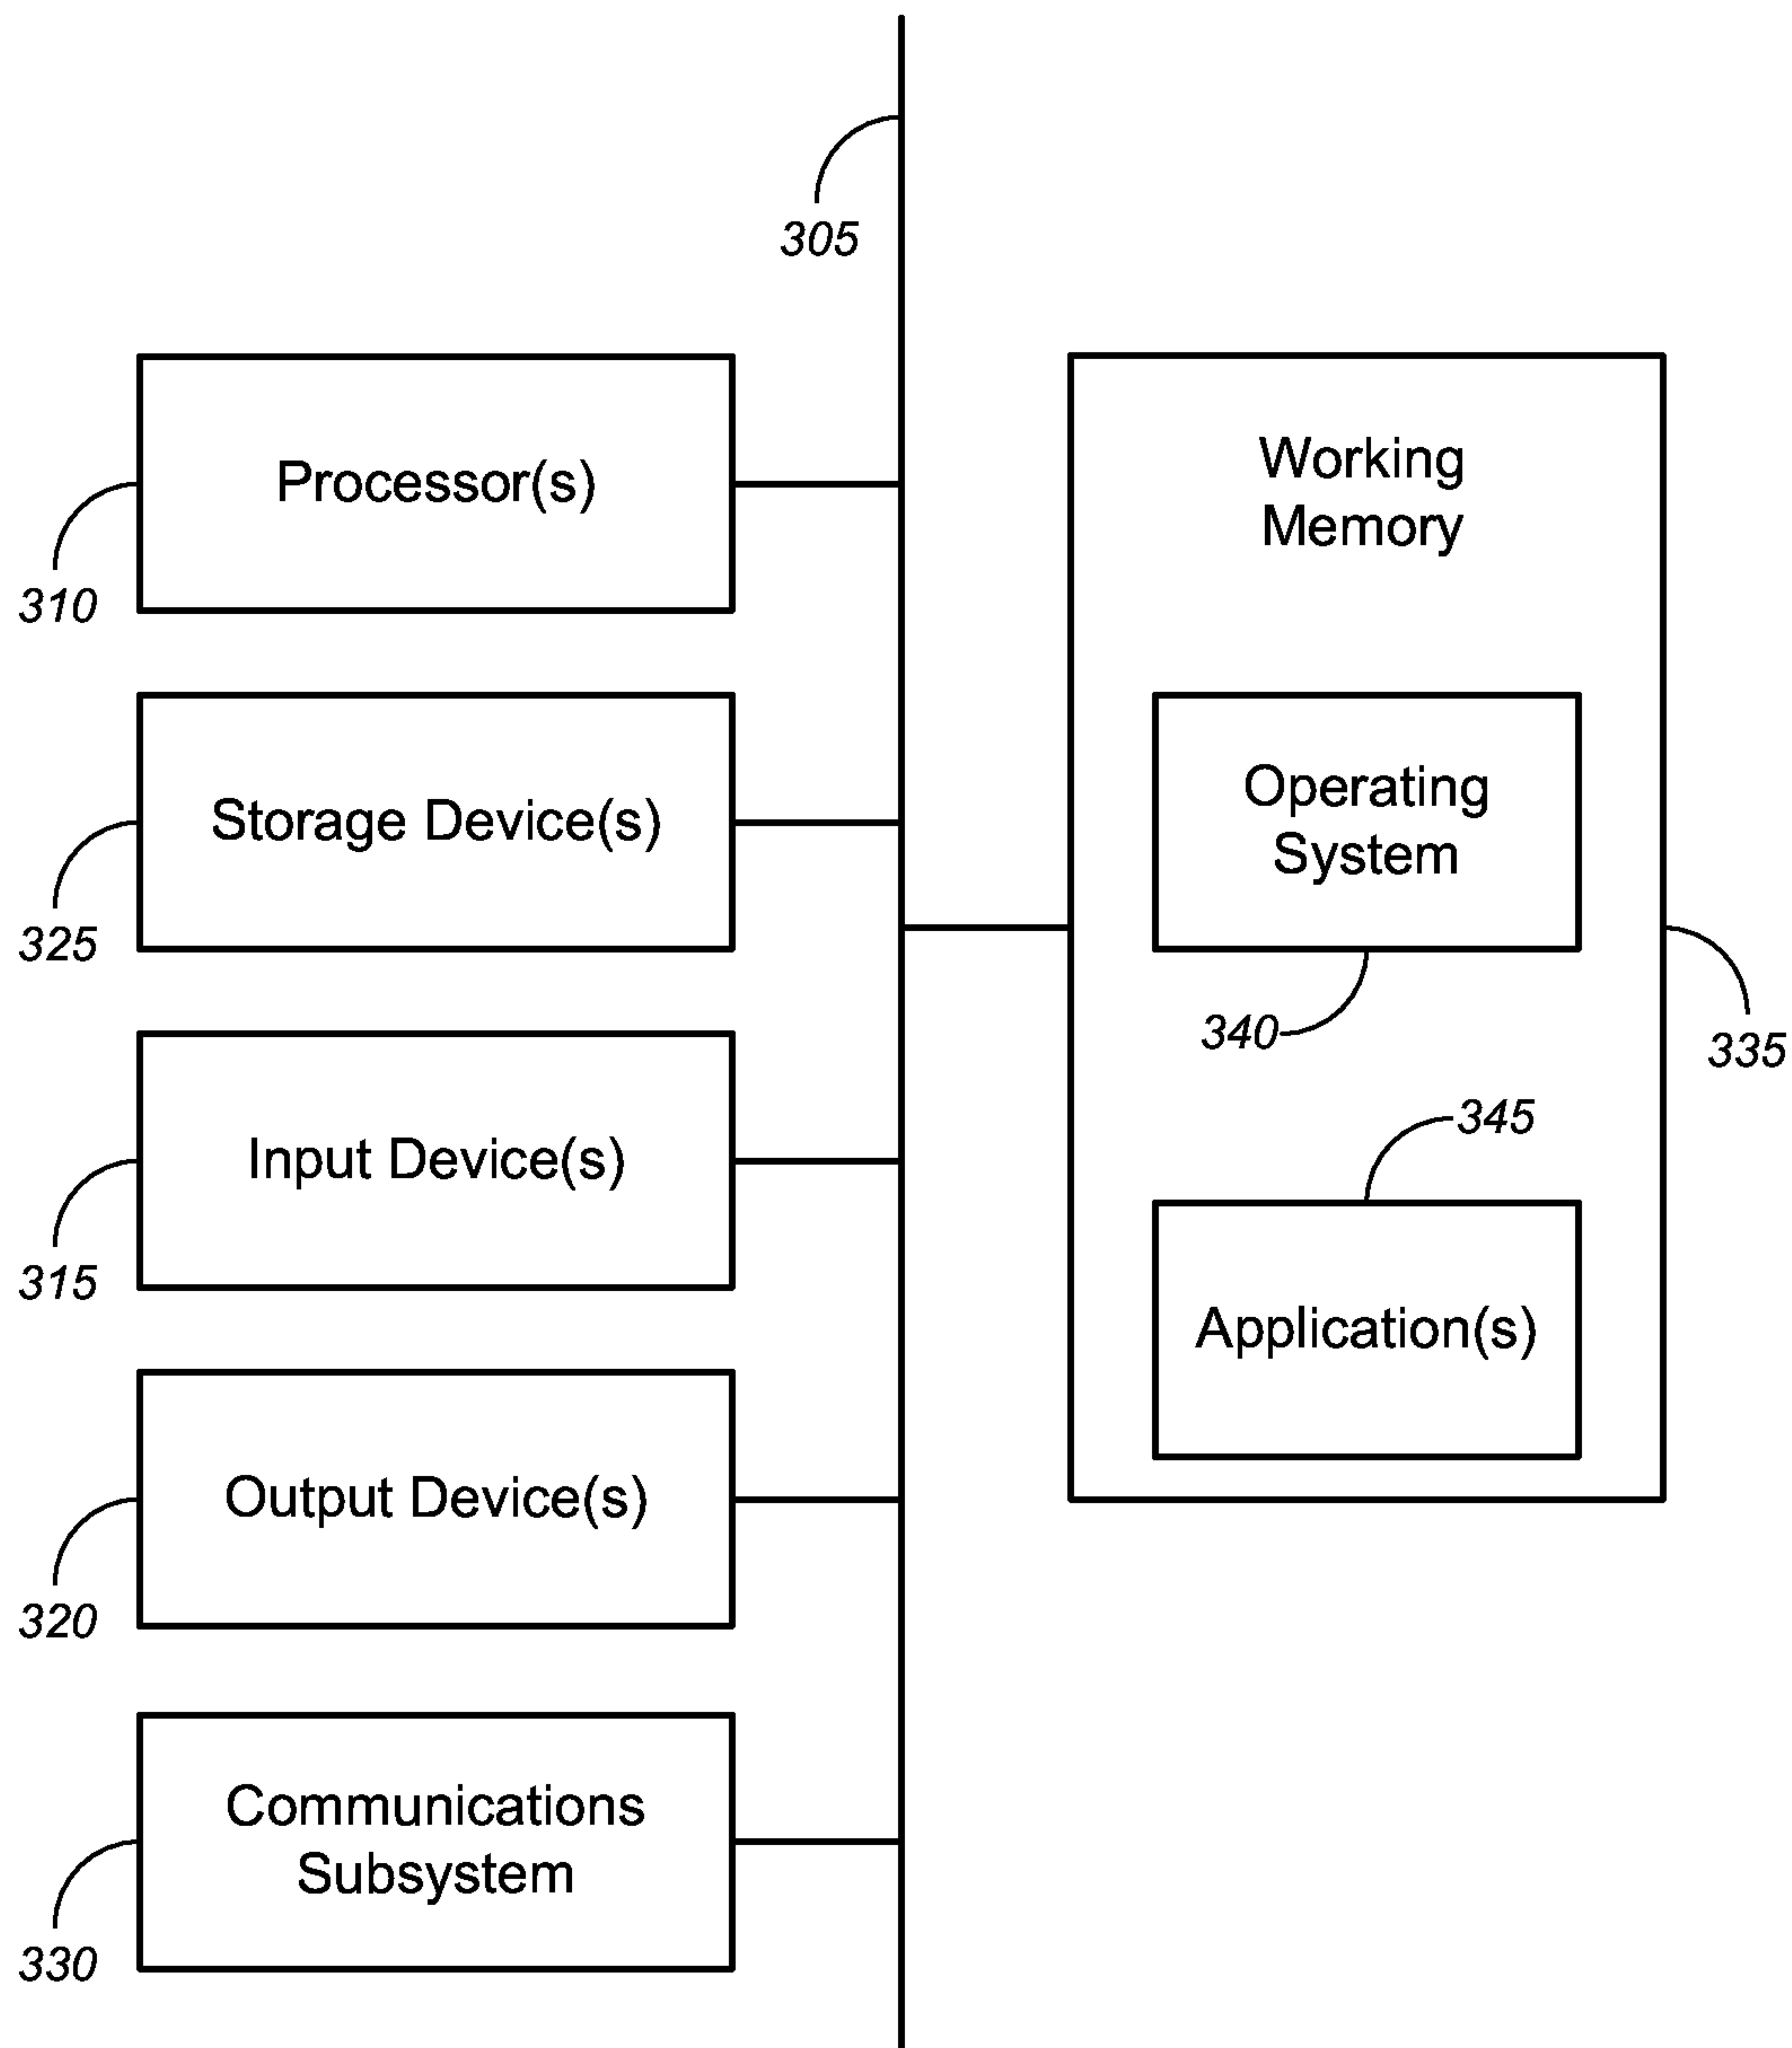 305
Processor(s)
310
Storage Device(s)
325
Input Device(s)
315
Output Device(s)
320
Communications
Subsystem
330
Working
Memory
Operating
System
340
335
345
Application(s)